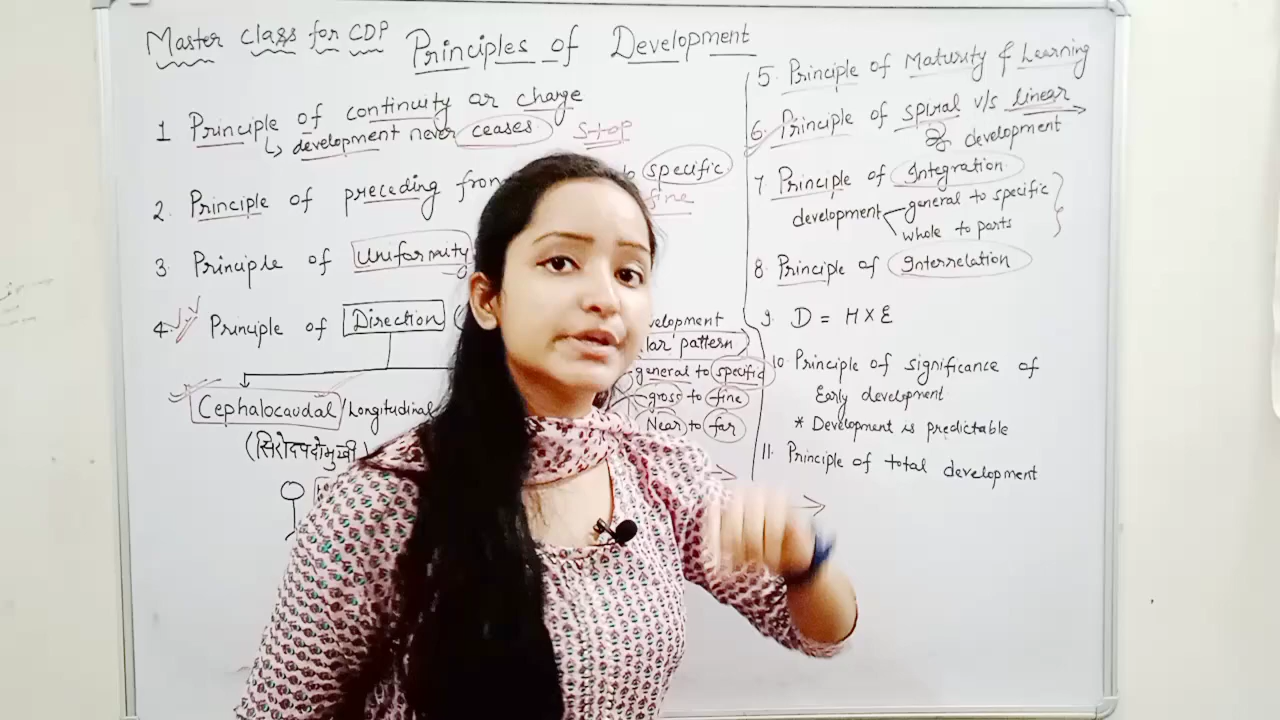 Master class for CDP
Principles of Development
1 Principle of continuity or change
↳ development never ceases
STOP
2. Principle of preceding from specific
fine
3. Principle of Uniformity
4. Principle of Direction
velopment
lar pattern
general to specific
gross to fine
Near to far
Cephalocaudal/Longitudinal
(सिरोदपदोमुखी)
5. Principle of Maturity & Learning
6. Principle of spiral v/s linear
development
7. Principle of Integration
development general to specific
whole to parts
8. Principle of Interrelation
9. D = H X E
10. Principle of significance of
Early development
* Development is predictable
11. Principle of total development